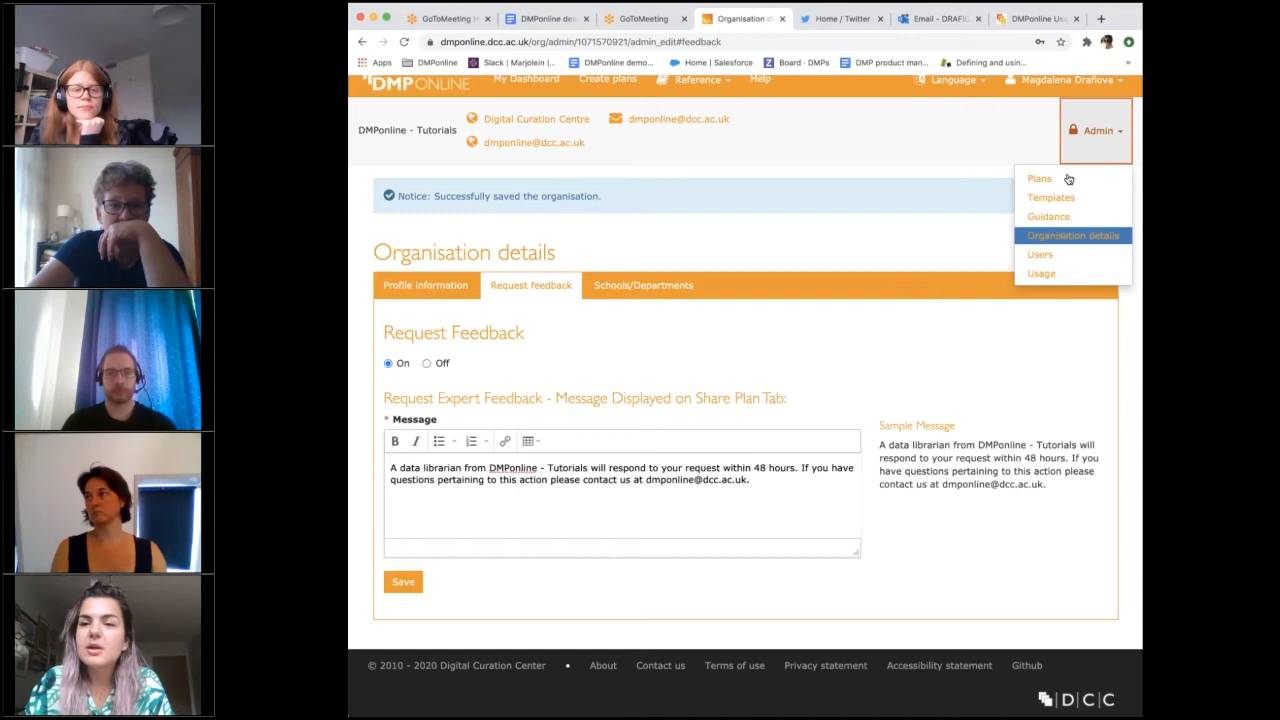 GoToMeeting
DMPonline de
GoToMeeting
Organisation d
Home / Twitter
Email - DRAFIO
DMPonline Us
dmponline.dcc.ac.uk/org/admin/1071570921/admin_edit#feedback
Apps
DMPonline
Slack | Marjolein |...
DMPonline demo...
Home | Salesforce
Board · DMPs
DMP product man...
Defining and usin...
DMPONLINE
My Dashboard
Create plans
Reference
Help
Language
Magdalena Drafiova
DMPonline - Tutorials
Digital Curation Centre
dmponline@dcc.ac.uk
dmponline@dcc.ac.uk
Admin
Plans
Templates
Guidance
Organisation details
Users
Usage
Notice: Successfully saved the organisation.
Organisation details
Profile information
Request feedback
Schools/Departments
Request Feedback
On
Off
Request Expert Feedback - Message Displayed on Share Plan Tab:
* Message
B I
A data librarian from DMPonline - Tutorials will respond to your request within 48 hours. If you have
questions pertaining to this action please contact us at dmponline@dcc.ac.uk.
Sample Message
A data librarian from DMPonline - Tutorials will
respond to your request within 48 hours. If you
have questions pertaining to this action please
contact us at dmponline@dcc.ac.uk.
Save
© 2010 - 2020 Digital Curation Center
•
About
Contact us
Terms of use
Privacy statement
Accessibility statement
Github
|D|C|C